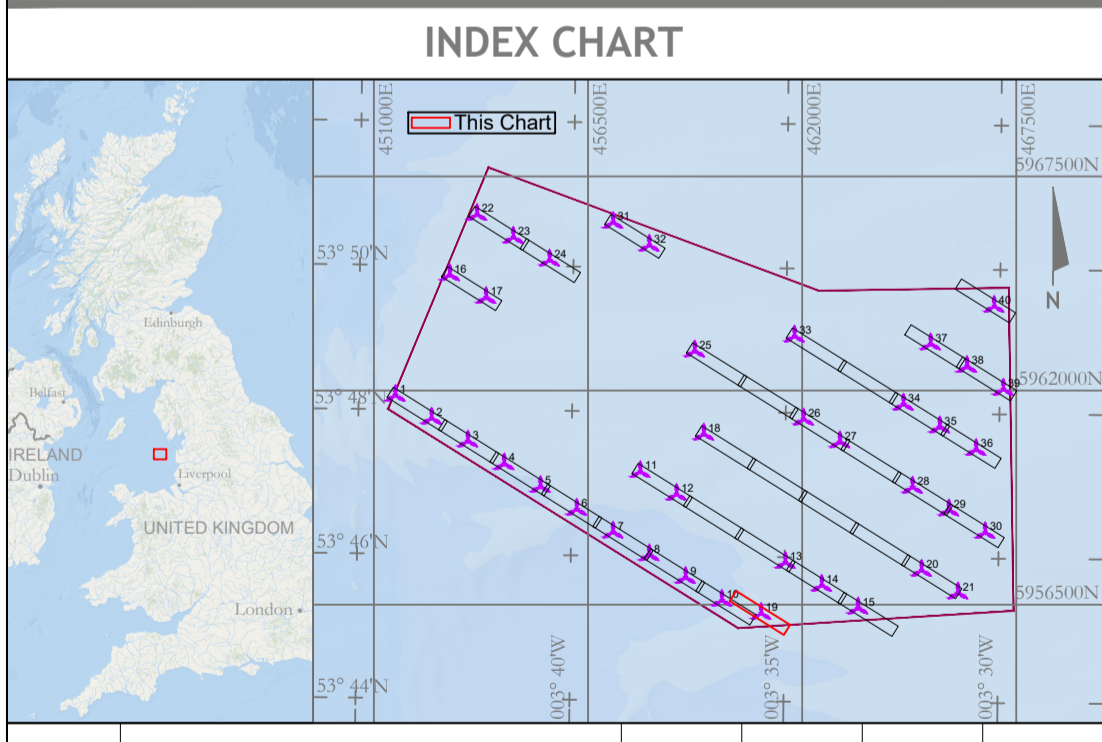 INDEX CHART
Edinburgh
Belfast
IRELAND
Dublin
Liverpool
UNITED KINGDOM
London
This Chart
451000E
456500E
462000E
467500E
5967500N
5962000N
5956500N
53° 50'N
53° 48'N
53° 46'N
53° 44'N
003° 40'W
003° 35'W
003° 30'W
N
22
23
24
31
32
16
17
40
37
38
39
33
34
35
36
25
26
27
28
29
30
18
20
21
11
12
13
14
15
1
2
3
4
5
6
7
8
9
10
19